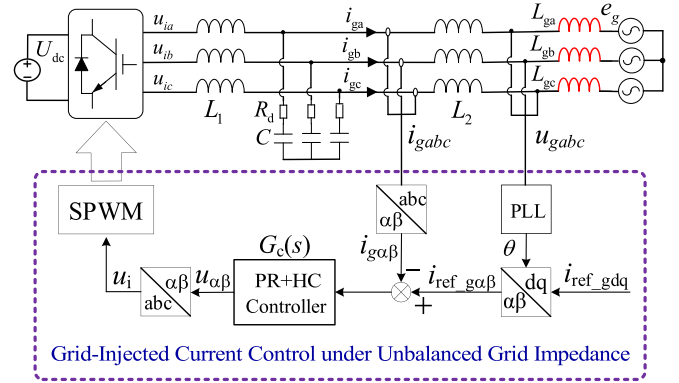 u_ia
i_ga
L_ga
e_g
U_dc
u_ib
i_gb
L_gb
u_ic
i_gc
L_gc
L_1
R_d
L_2
C
i_gabc
u_gabc
SPWM
abc
αβ
PLL
G_c(s)
i_gαβ
θ
u_i
αβ
abc
u_αβ
PR+HC
Controller
−
+
i_ref_gαβ
dq
αβ
i_ref_gdq
Grid-Injected Current Control under Unbalanced Grid Impedance